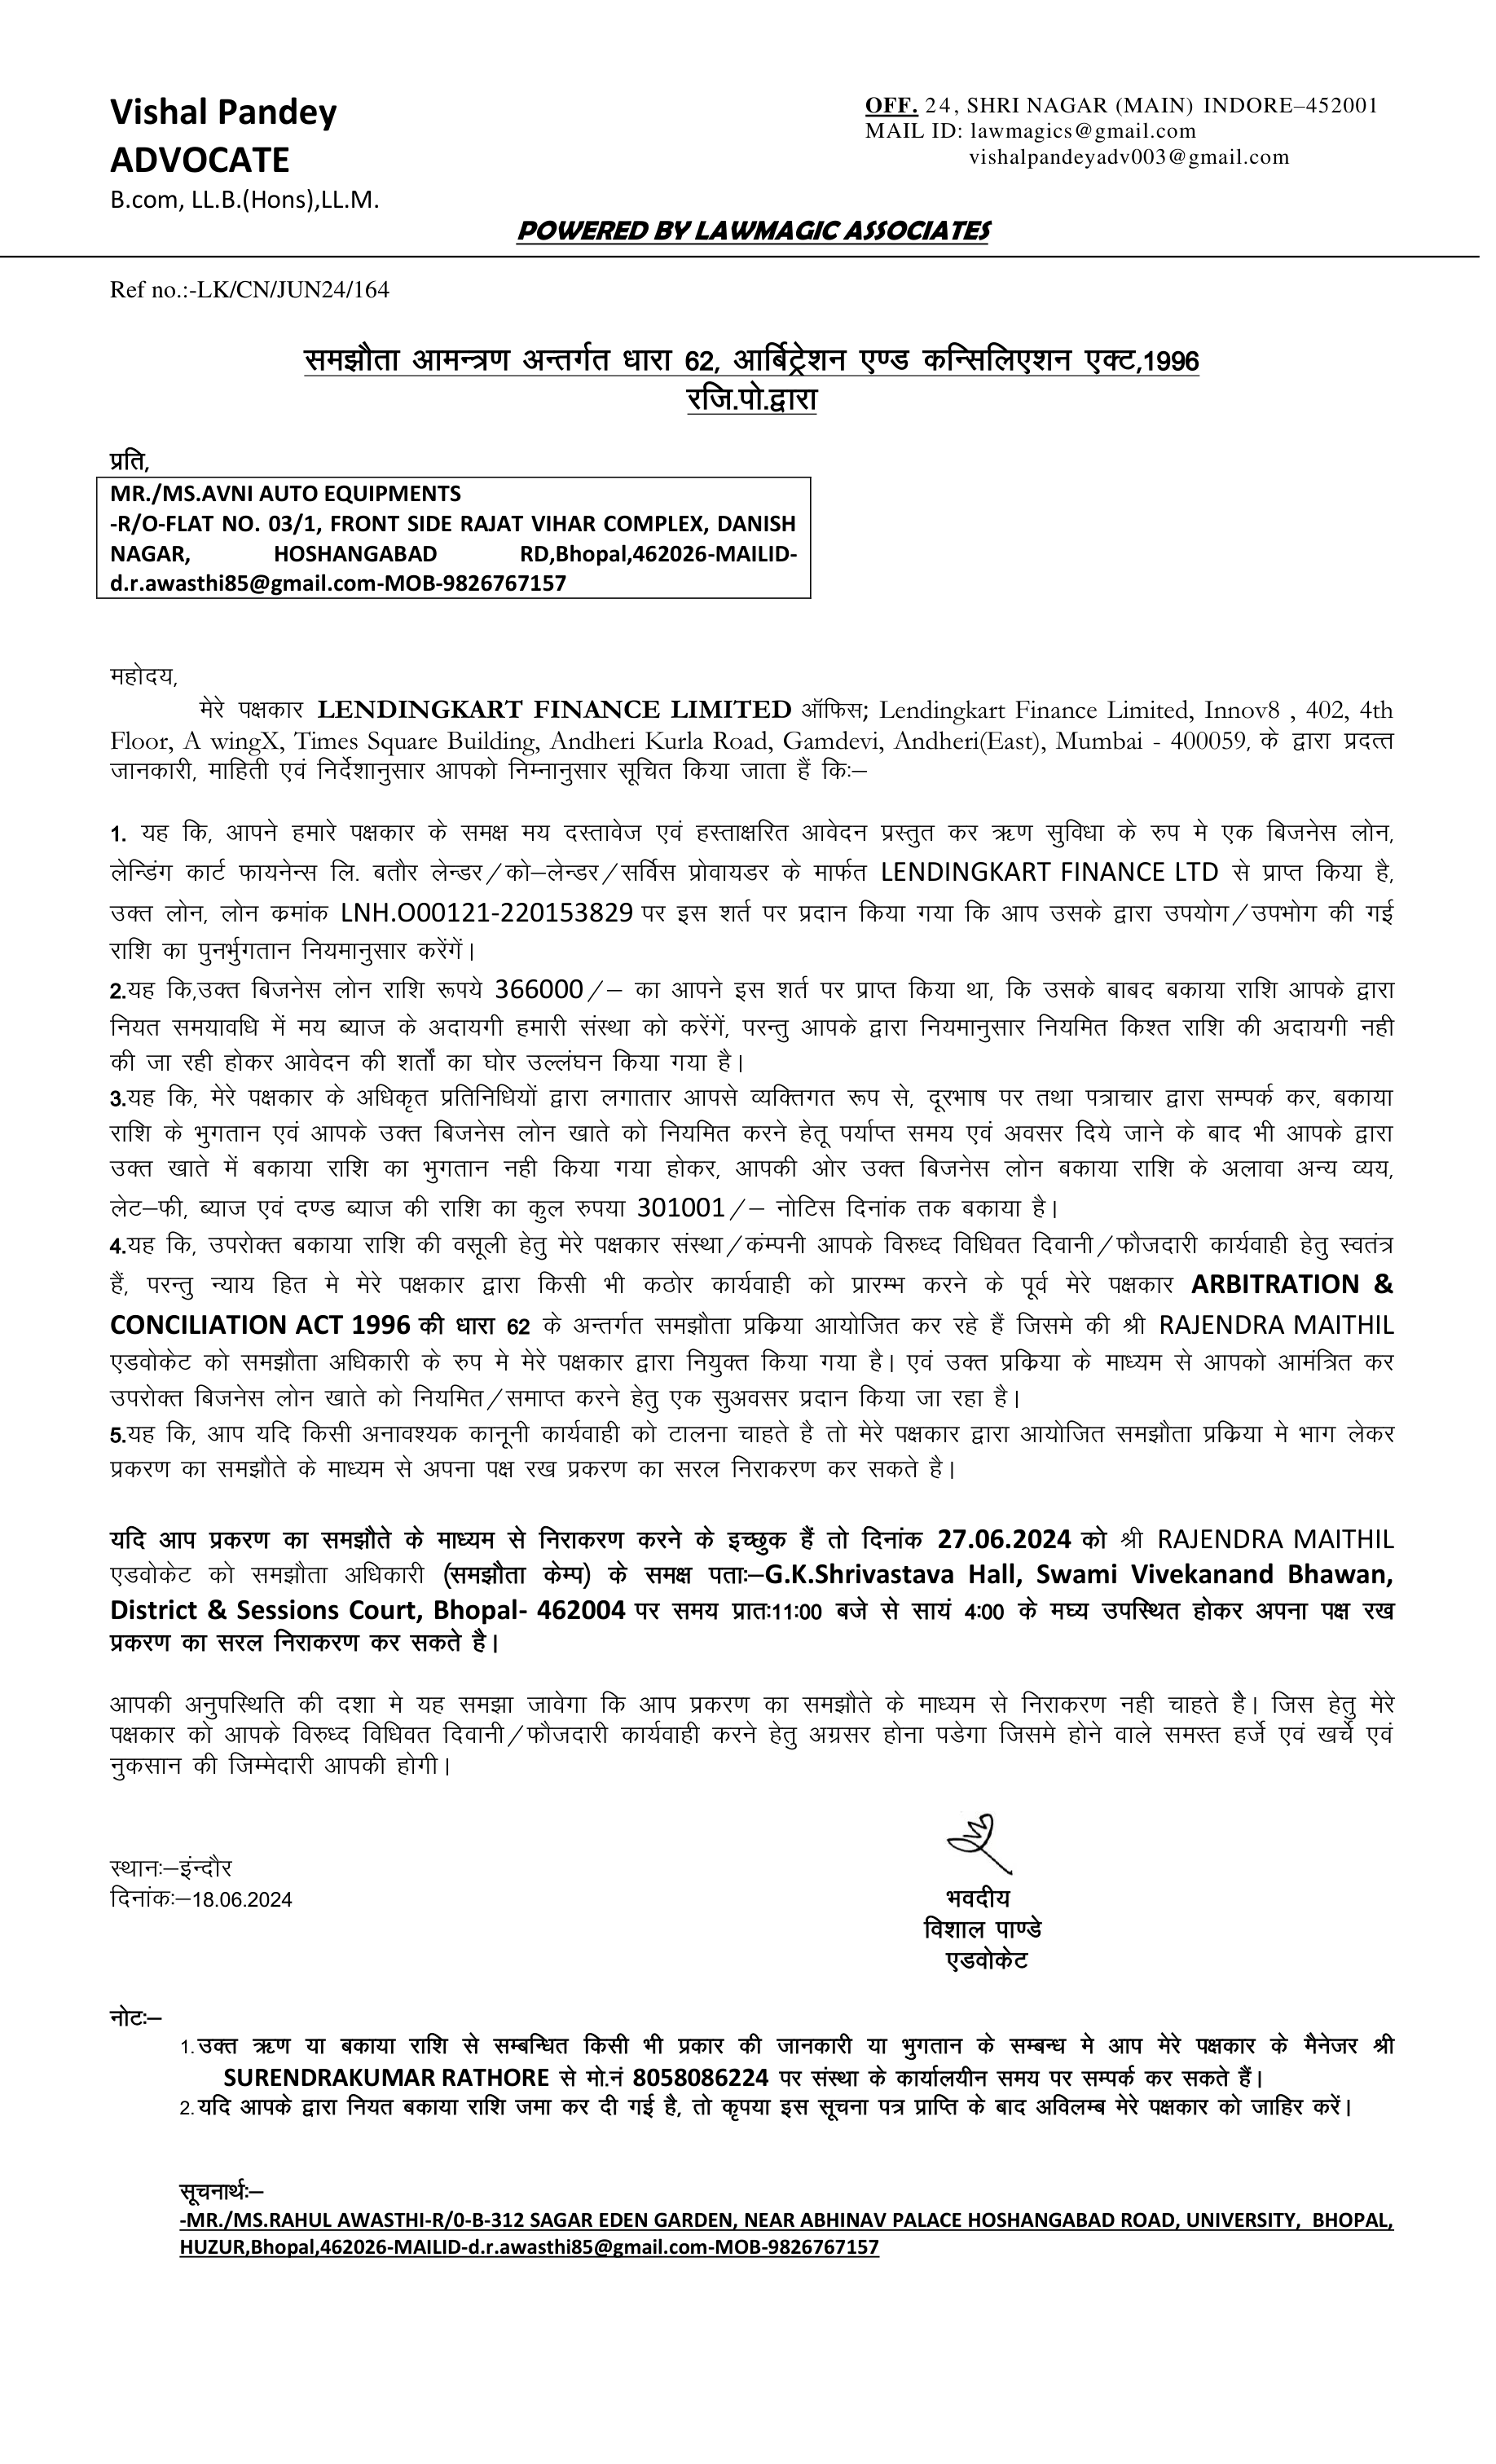 Vishal Pandey
ADVOCATE
B.com, LL.B.(Hons),LL.M.
OFF. 24, SHRI NAGAR (MAIN) INDORE–452001
MAIL ID: lawmagics@gmail.com
vishalpandeyadv003@gmail.com
POWERED BY LAWMAGIC ASSOCIATES
Ref no.:-LK/CN/JUN24/164
समझौता आमन्त्रण अन्तर्गत धारा 62, आर्बिट्रेशन एण्ड कन्सिलिएशन एक्ट,1996
रजि.पो.द्वारा
प्रति,
MR./MS.AVNI AUTO EQUIPMENTS
-R/O-FLAT NO. 03/1, FRONT SIDE RAJAT VIHAR COMPLEX, DANISH
NAGAR, HOSHANGABAD RD,Bhopal,462026-MAILID-
d.r.awasthi85@gmail.com-MOB-9826767157
महोदय,
मेरे पक्षकार LENDINGKART FINANCE LIMITED ऑफिस; Lendingkart Finance Limited, Innov8 , 402, 4th
Floor, A wingX, Times Square Building, Andheri Kurla Road, Gamdevi, Andheri(East), Mumbai - 400059, के द्वारा प्रदत्त
जानकारी, माहिती एवं निर्देशानुसार आपको निम्नानुसार सूचित किया जाता हैं कि:–
1. यह कि, आपने हमारे पक्षकार के समक्ष मय दस्तावेज एवं हस्ताक्षरित आवेदन प्रस्तुत कर ऋण सुविधा के रुप मे एक बिजनेस लोन,
लेन्डिंग कार्ट फायनेन्स लि. बतौर लेन्डर/को–लेन्डर/सर्विस प्रोवायडर के मार्फत LENDINGKART FINANCE LTD से प्राप्त किया है,
उक्त लोन, लोन क्रमांक LNH.O00121-220153829 पर इस शर्त पर प्रदान किया गया कि आप उसके द्वारा उपयोग/उपभोग की गई
राशि का पुनर्भुगतान नियमानुसार करेंगें।
2.यह कि,उक्त बिजनेस लोन राशि रूपये 366000/– का आपने इस शर्त पर प्राप्त किया था, कि उसके बाबद बकाया राशि आपके द्वारा
नियत समयावधि में मय ब्याज के अदायगी हमारी संस्था को करेंगें, परन्तु आपके द्वारा नियमानुसार नियमित किश्त राशि की अदायगी नही
की जा रही होकर आवेदन की शर्तों का घोर उल्लंघन किया गया है।
3.यह कि, मेरे पक्षकार के अधिकृत प्रतिनिधियों द्वारा लगातार आपसे व्यक्तिगत रूप से, दूरभाष पर तथा पत्राचार द्वारा सम्पर्क कर, बकाया
राशि के भुगतान एवं आपके उक्त बिजनेस लोन खाते को नियमित करने हेतू पर्याप्त समय एवं अवसर दिये जाने के बाद भी आपके द्वारा
उक्त खाते में बकाया राशि का भुगतान नही किया गया होकर, आपकी ओर उक्त बिजनेस लोन बकाया राशि के अलावा अन्य व्यय,
लेट–फी, ब्याज एवं दण्ड ब्याज की राशि का कुल रुपया 301001/– नोटिस दिनांक तक बकाया है।
4.यह कि, उपरोक्त बकाया राशि की वसूली हेतु मेरे पक्षकार संस्था/कंम्पनी आपके विरुध्द विधिवत दिवानी/फौजदारी कार्यवाही हेतु स्वतंत्र
हैं, परन्तु न्याय हित मे मेरे पक्षकार द्वारा किसी भी कठोर कार्यवाही को प्रारम्भ करने के पूर्व मेरे पक्षकार ARBITRATION &
CONCILIATION ACT 1996 की धारा 62 के अन्तर्गत समझौता प्रक्रिया आयोजित कर रहे हैं जिसमे की श्री RAJENDRA MAITHIL
एडवोकेट को समझौता अधिकारी के रुप मे मेरे पक्षकार द्वारा नियुक्त किया गया है। एवं उक्त प्रक्रिया के माध्यम से आपको आमंत्रित कर
उपरोक्त बिजनेस लोन खाते को नियमित/समाप्त करने हेतु एक सुअवसर प्रदान किया जा रहा है।
5.यह कि, आप यदि किसी अनावश्यक कानूनी कार्यवाही को टालना चाहते है तो मेरे पक्षकार द्वारा आयोजित समझौता प्रक्रिया मे भाग लेकर
प्रकरण का समझौते के माध्यम से अपना पक्ष रख प्रकरण का सरल निराकरण कर सकते है।
यदि आप प्रकरण का समझौते के माध्यम से निराकरण करने के इच्छुक हैं तो दिनांक 27.06.2024 को श्री RAJENDRA MAITHIL
एडवोकेट को समझौता अधिकारी (समझौता केम्प) के समक्ष पताः–G.K.Shrivastava Hall, Swami Vivekanand Bhawan,
District & Sessions Court, Bhopal- 462004 पर समय प्रातः11:00 बजे से सायं 4:00 के मघ्य उपस्थित होकर अपना पक्ष रख
प्रकरण का सरल निराकरण कर सकते है।
आपकी अनुपस्थिति की दशा मे यह समझा जावेगा कि आप प्रकरण का समझौते के माध्यम से निराकरण नही चाहते है। जिस हेतु मेरे
पक्षकार को आपके विरुध्द विधिवत दिवानी/फौजदारी कार्यवाही करने हेतु अग्रसर होना पडेगा जिसमे होने वाले समस्त हर्जे एवं खर्चे एवं
नुकसान की जिम्मेदारी आपकी होगी।
स्थानः–इंन्दौर
दिनांकः–18.06.2024
भवदीय
विशाल पाण्डे
एडवोकेट
नोटः–
1. उक्त ऋण या बकाया राशि से सम्बन्धित किसी भी प्रकार की जानकारी या भुगतान के सम्बन्ध मे आप मेरे पक्षकार के मैनेजर श्री
SURENDRAKUMAR RATHORE से मो.नं 8058086224 पर संस्था के कार्यालयीन समय पर सम्पर्क कर सकते हैं।
2. यदि आपके द्वारा नियत बकाया राशि जमा कर दी गई है, तो कृपया इस सूचना पत्र प्राप्ति के बाद अविलम्ब मेरे पक्षकार को जाहिर करें।
सूचनार्थः–
-MR./MS.RAHUL AWASTHI-R/0-B-312 SAGAR EDEN GARDEN, NEAR ABHINAV PALACE HOSHANGABAD ROAD, UNIVERSITY, BHOPAL,
HUZUR,Bhopal,462026-MAILID-d.r.awasthi85@gmail.com-MOB-9826767157